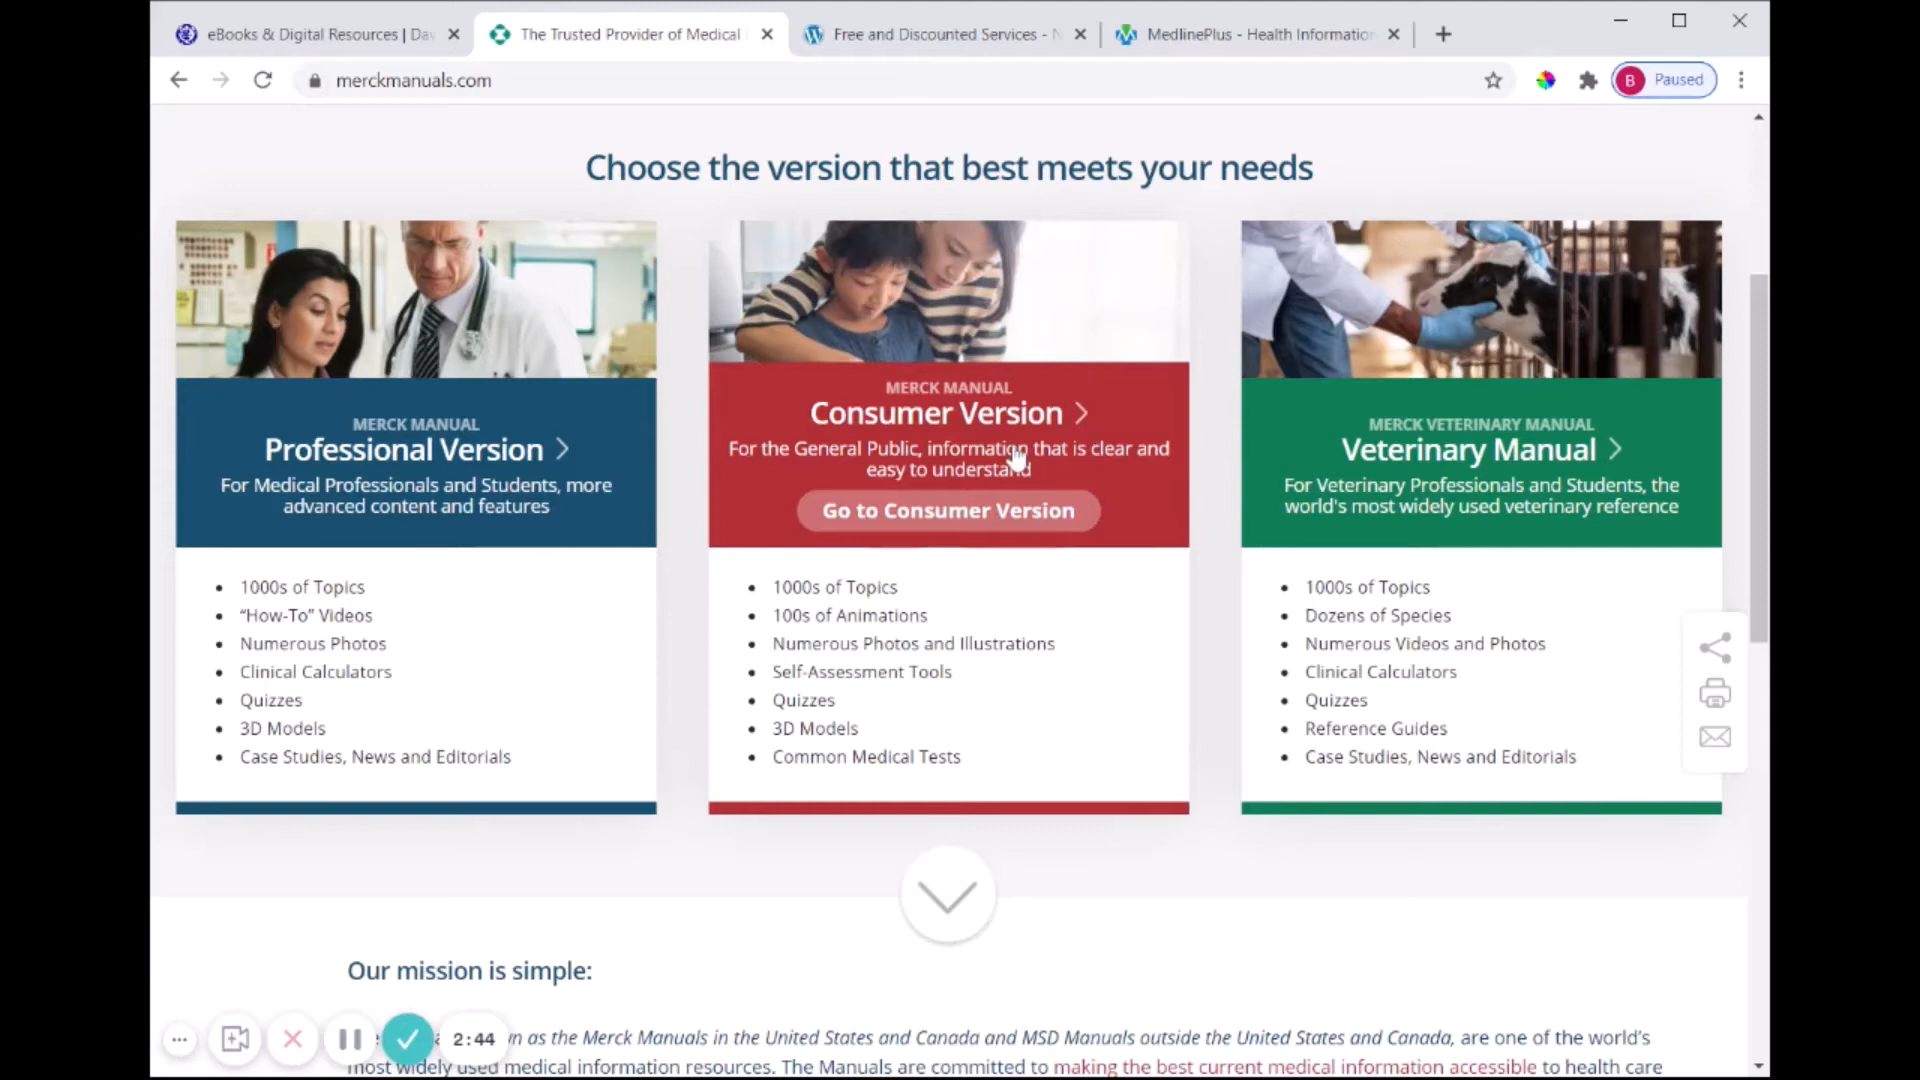 eBooks & Digital Resources | Dav
The Trusted Provider of Medical
Free and Discounted Services - N
MedlinePlus - Health Information
merckmanuals.com
B Paused
Choose the version that best meets your needs
MERCK MANUAL
Professional Version
For Medical Professionals and Students, more
advanced content and features
1000s of Topics
“How-To” Videos
Numerous Photos
Clinical Calculators
Quizzes
3D Models
Case Studies, News and Editorials
MERCK MANUAL
Consumer Version
For the General Public, information that is clear and
easy to understand
Go to Consumer Version
1000s of Topics
100s of Animations
Numerous Photos and Illustrations
Self-Assessment Tools
Quizzes
3D Models
Common Medical Tests
MERCK VETERINARY MANUAL
Veterinary Manual
For Veterinary Professionals and Students, the
world's most widely used veterinary reference
1000s of Topics
Dozens of Species
Numerous Videos and Photos
Clinical Calculators
Quizzes
Reference Guides
Case Studies, News and Editorials
Our mission is simple:
2:44
as the Merck Manuals in the United States and Canada and MSD Manuals outside the United States and Canada, are one of the world’s
most widely used medical information resources. The Manuals are committed to making the best current medical information accessible to health care